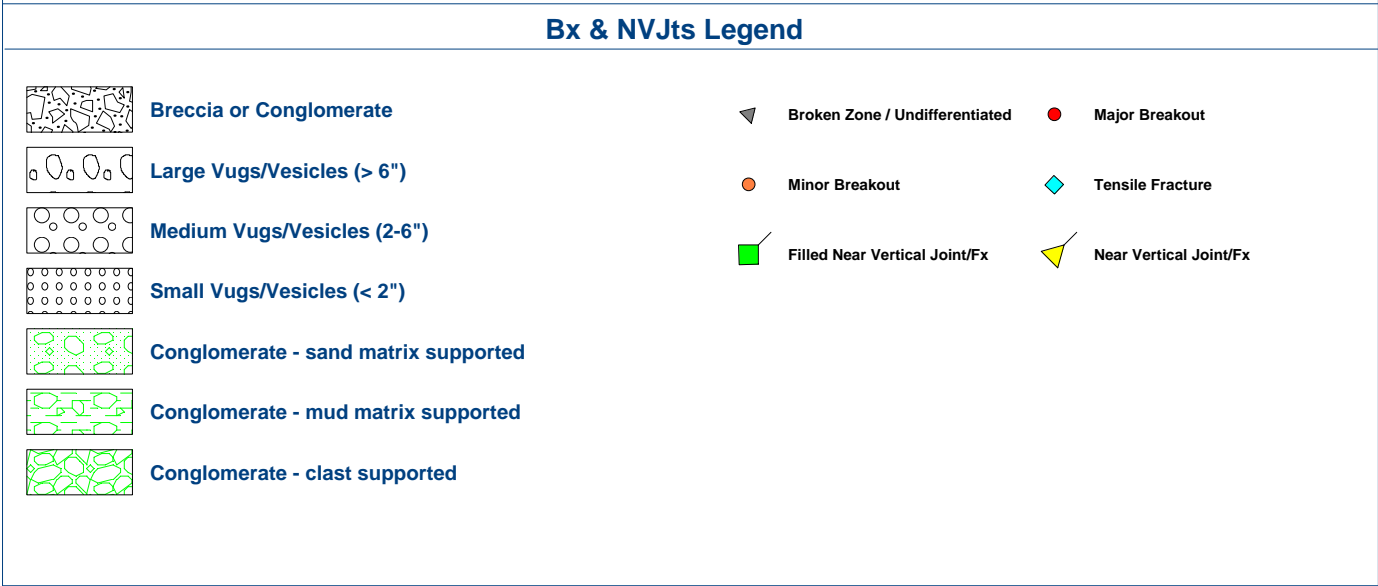 Bx & NVJts Legend
Breccia or Conglomerate
Large Vugs/Vesicles (> 6")
Medium Vugs/Vesicles (2-6")
Small Vugs/Vesicles (< 2")
Conglomerate - sand matrix supported
Conglomerate - mud matrix supported
Conglomerate - clast supported
Broken Zone / Undifferentiated
Major Breakout
Minor Breakout
Tensile Fracture
Filled Near Vertical Joint/Fx
Near Vertical Joint/Fx